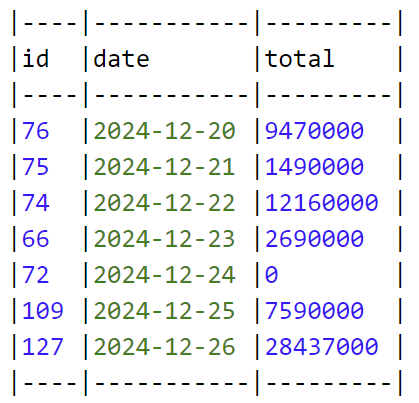 |----|-----------|---------|
|id  |date       |total    |
|----|-----------|---------|
|76  |2024-12-20 |9470000  |
|75  |2024-12-21 |1490000  |
|74  |2024-12-22 |12160000 |
|66  |2024-12-23 |2690000  |
|72  |2024-12-24 |0        |
|109 |2024-12-25 |7590000  |
|127 |2024-12-26 |28437000 |
|----|-----------|---------|